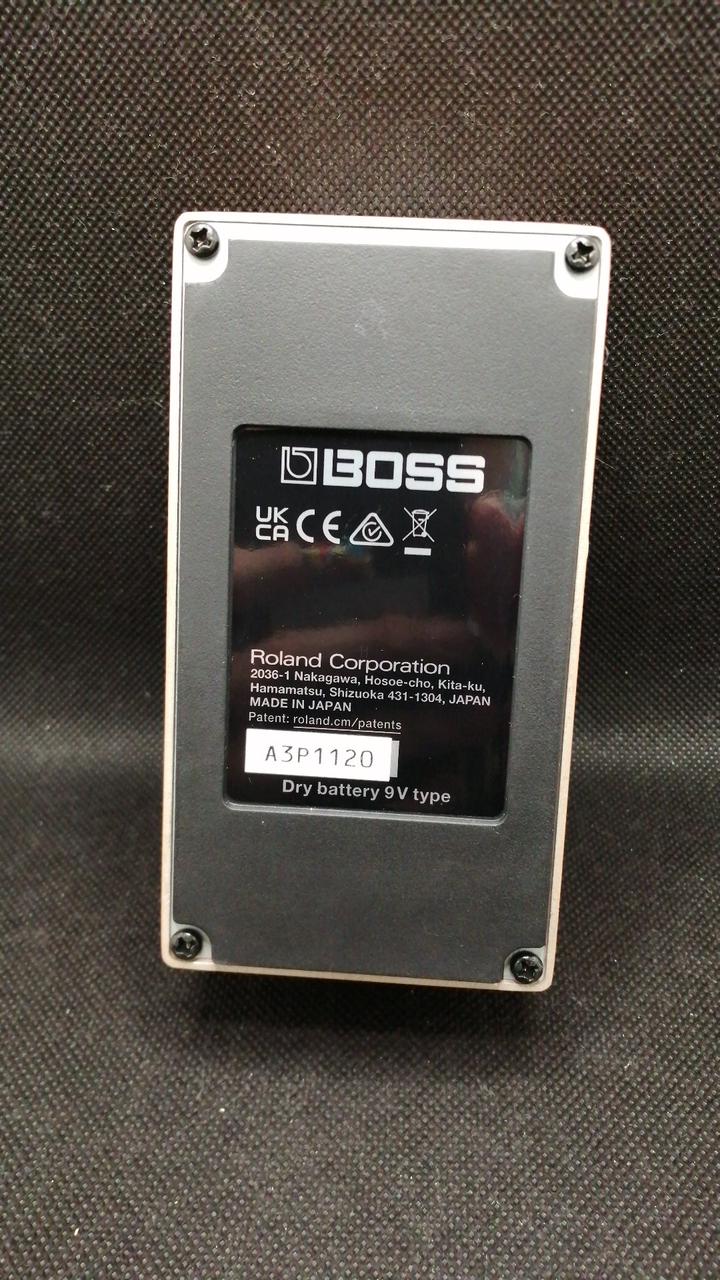 BOSS
UK
CA CE
Roland Corporation
2036-1 Nakagawa, Hosoe-cho, Kita-ku,
Hamamatsu, Shizuoka 431-1304, JAPAN
MADE IN JAPAN
Patent: roland.cm/patents
A3P1120
Dry battery 9V type